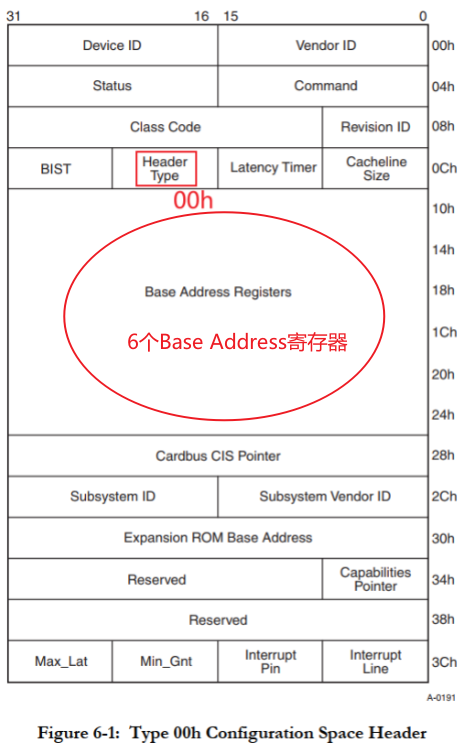 31 16 15 0
Device ID Vendor ID 00h
Status Command 04h
Class Code Revision ID 08h
BIST Header Type Latency Timer Cacheline Size 0Ch
00h
10h
14h
Base Address Registers 18h
6个Base Address寄存器 1Ch
20h
24h
Cardbus CIS Pointer 28h
Subsystem ID Subsystem Vendor ID 2Ch
Expansion ROM Base Address 30h
Reserved Capabilities Pointer 34h
Reserved 38h
Max_Lat Min_Gnt Interrupt Pin Interrupt Line 3Ch
A-0191
Figure 6-1: Type 00h Configuration Space Header